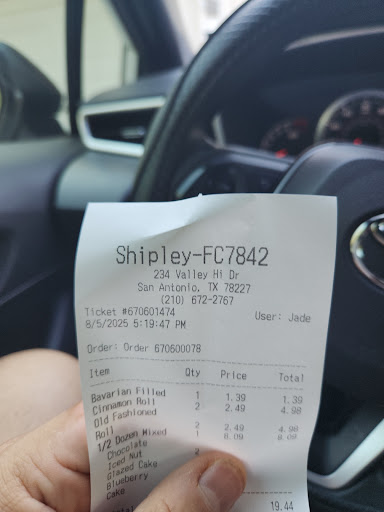 Shipley-FC7842
234 Valley Hi Dr
San Antonio, TX 78227
(210) 672-2767
Ticket #670601474
User: Jade
8/5/2025 5:19:47 PM
Order: Order 670600078
Item Qty Price Total
Bavarian Filled 1 1.39 1.39
Cinnamon Roll 2 2.49 4.98
Old Fashioned
Roll 2 2.49 4.98
1/2 Dozen Mixed 1 8.09 8.09
Chocolate
Iced Nut 2
Glazed Cake
Blueberry
Cake
19.44